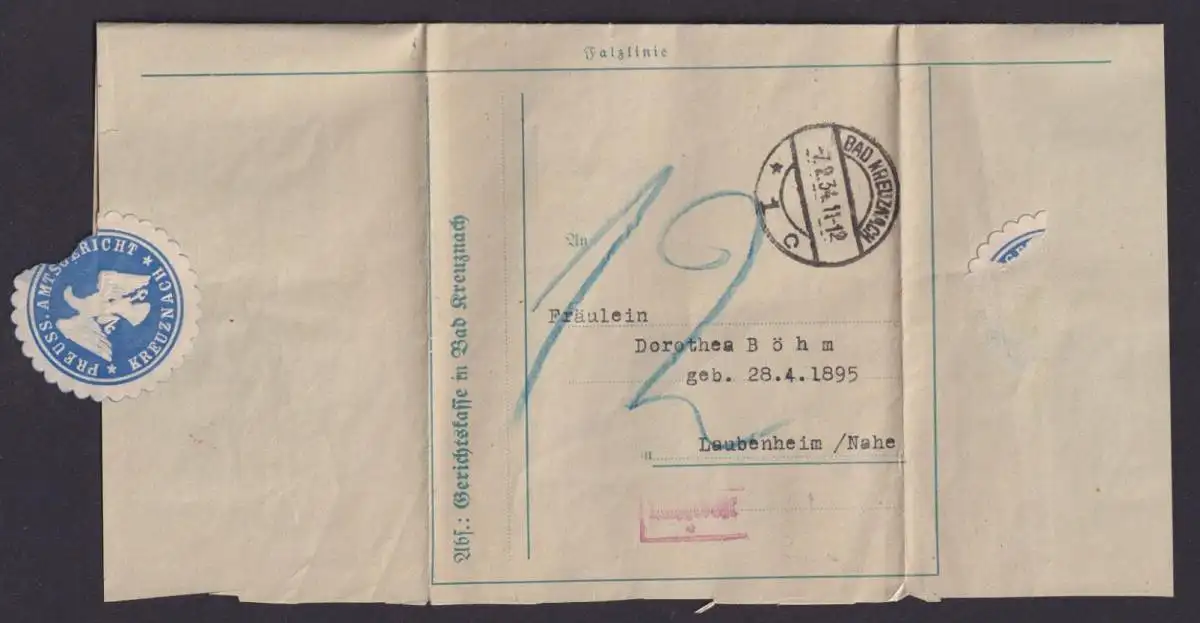 Falzlinie
PREUSS. AMTSGERICHT ★ KREUZNACH ★
Abs.: Gerichtskasse in Bad Kreuznach
BAD KREUZNACH
7.2.34.11-12
★ 1 c
12
An
Fräulein
Dorothea B ö h m
geb. 28.4.1895
Laubenheim /Nahe